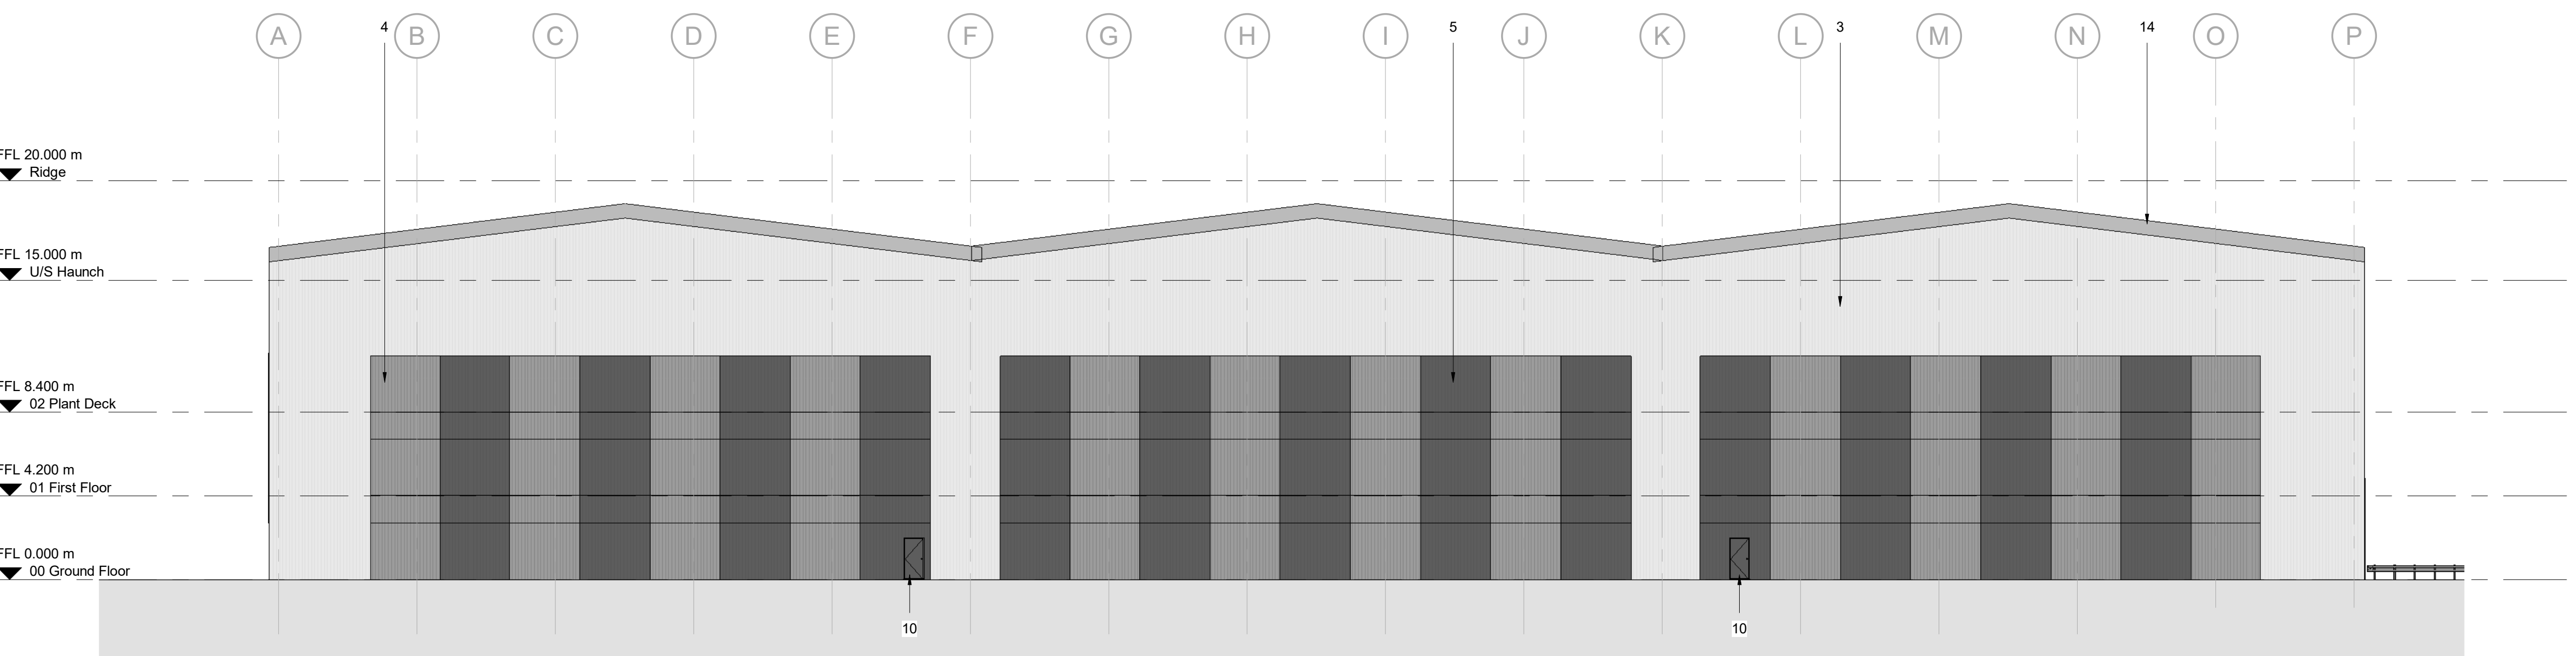 A
4
B
C
D
E
F
G
H
I
5
J
K
L
3
M
N
14
O
P
FFL 20.000 m
Ridge
FFL 15.000 m
U/S Haunch
FFL 8.400 m
02 Plant Deck
FFL 4.200 m
01 First Floor
FFL 0.000 m
00 Ground Floor
10
10